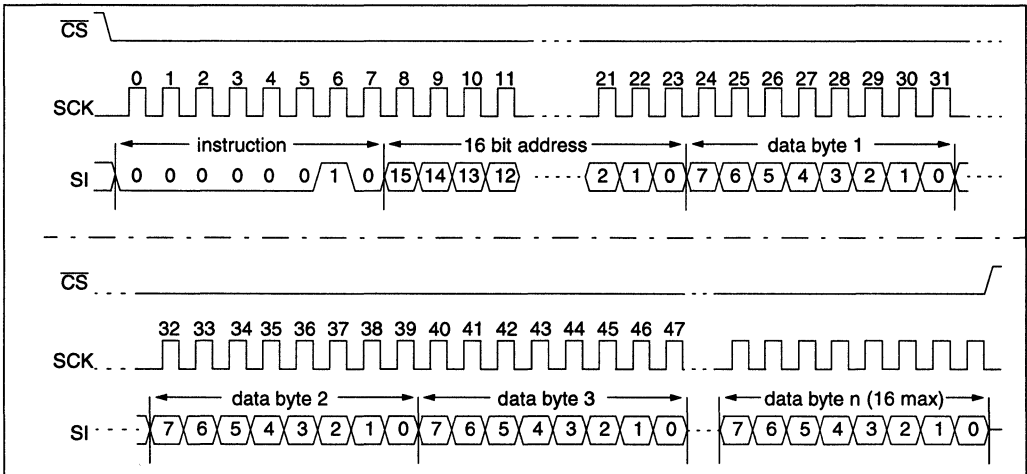 CS
0 1 2 3 4 5 6 7 8 9 10 11 21 22 23 24 25 26 27 28 29 30 31
SCK
instruction 16 bit address data byte 1
SI 0 0 0 0 0 0 1 0 15 14 13 12 2 1 0 7 6 5 4 3 2 1 0
CS
32 33 34 35 36 37 38 39 40 41 42 43 44 45 46 47
SCK
data byte 2 data byte 3 data byte n (16 max)
SI 7 6 5 4 3 2 1 0 7 6 5 4 3 2 1 0 7 6 5 4 3 2 1 0